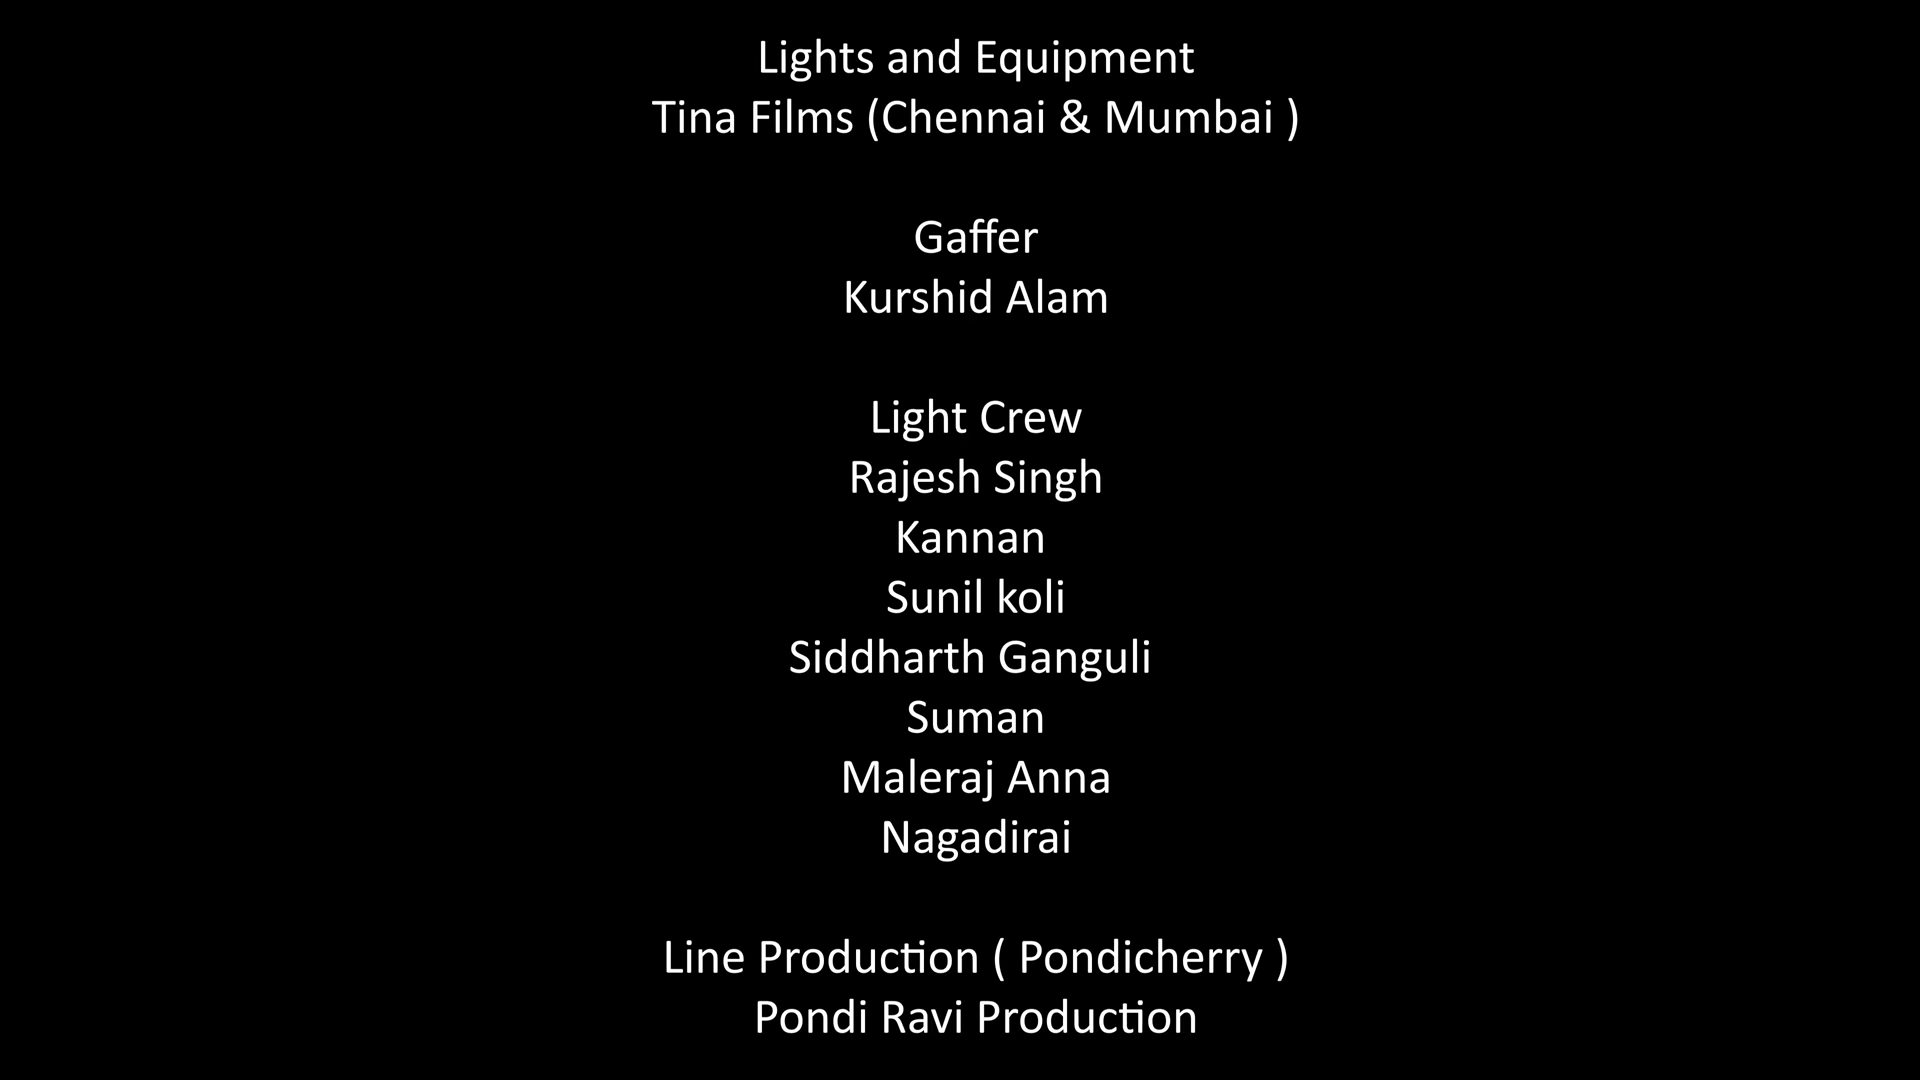 Lights and Equipment
Tina Films (Chennai & Mumbai )
Gaffer
Kurshid Alam
Light Crew
Rajesh Singh
Kannan
Sunil koli
Siddharth Ganguli
Suman
Maleraj Anna
Nagadirai
Line Production ( Pondicherry )
Pondi Ravi Production